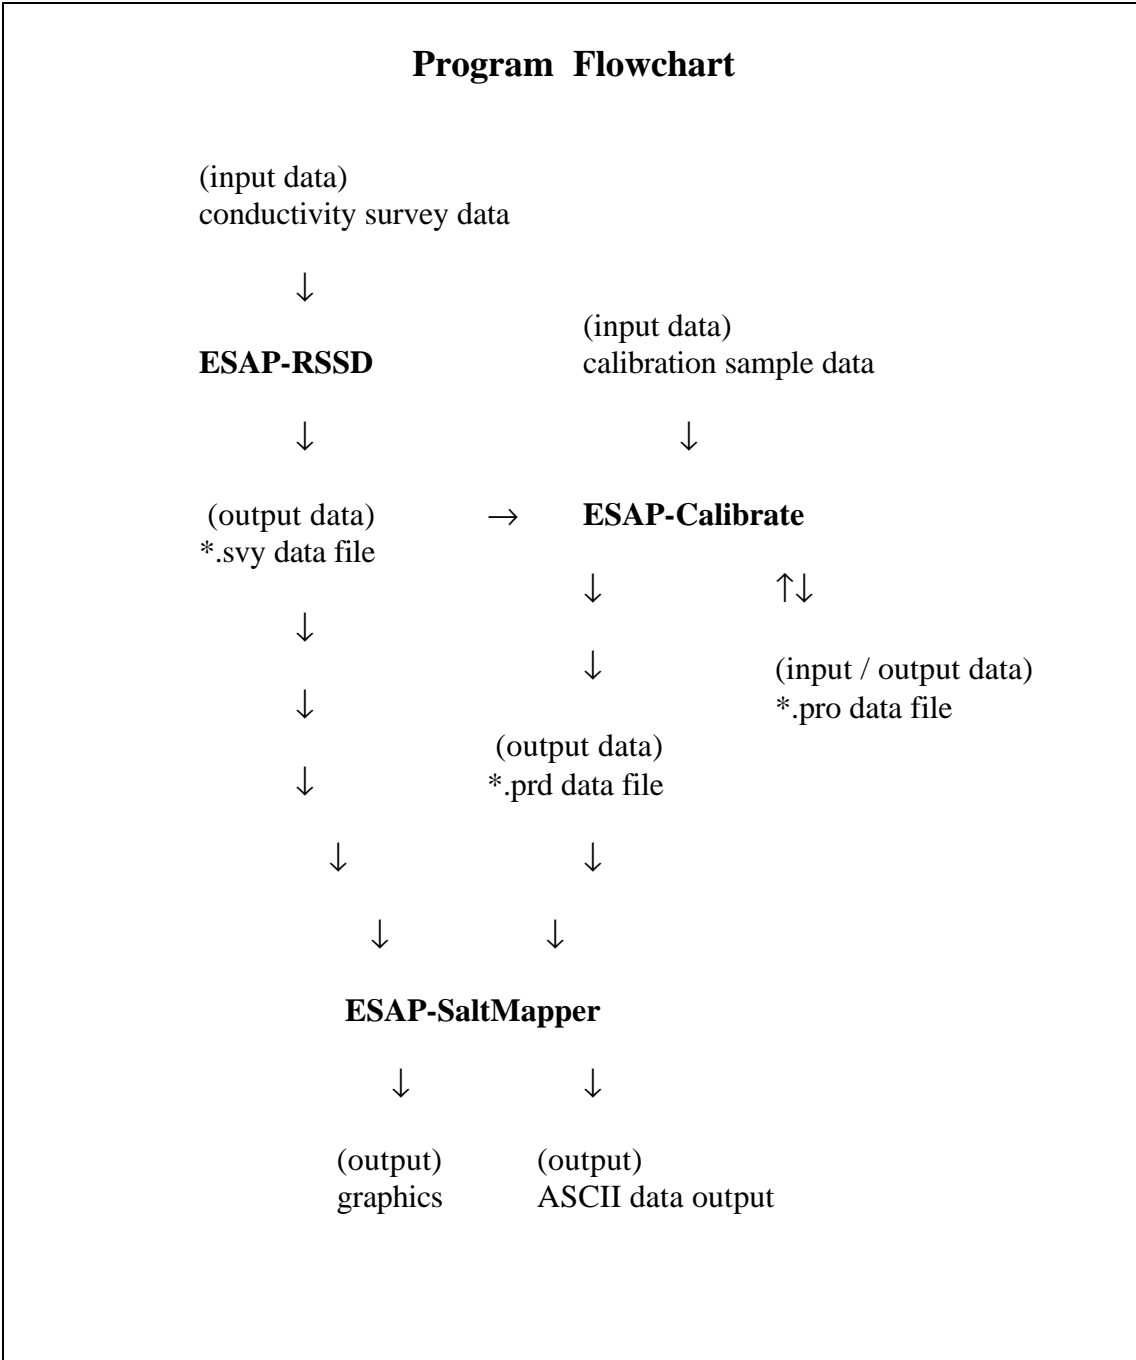 Program Flowchart
(input data)
conductivity survey data
↓
(input data)
ESAP-RSSD calibration sample data
↓ ↓
(output data) → ESAP-Calibrate
*.svy data file
↓ ↑↓
↓
↓ (input / output data)
↓ *.pro data file
(output data)
↓ *.prd data file
↓ ↓
↓ ↓
ESAP-SaltMapper
↓ ↓
(output) (output)
graphics ASCII data output